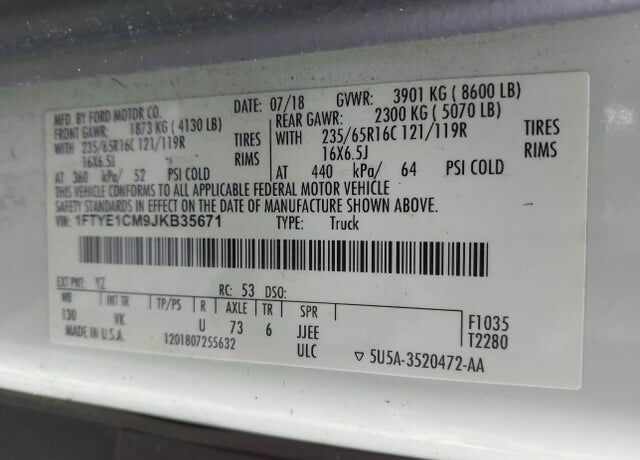 MFD. BY FORD MOTOR CO. DATE: 07/18 GVWR: 3901 KG ( 8600 LB)
FRONT GAWR: 1873 KG ( 4130 LB) REAR GAWR: 2300 KG ( 5070 LB)
WITH 235/65R16C 121/119R TIRES WITH 235/65R16C 121/119R TIRES
16X6.5J RIMS 16X6.5J RIMS
AT 360 kPa/ 52 PSI COLD AT 440 kPa/ 64 PSI COLD
THIS VEHICLE CONFORMS TO ALL APPLICABLE FEDERAL MOTOR VEHICLE
SAFETY STANDARDS IN EFFECT ON THE DATE OF MANUFACTURE SHOWN ABOVE.
VIN: 1FTYE1CM9JKB35671 TYPE: Truck
EXT PNT: YZ RC: 53 DSO:
WB INT TR TP/PS R AXLE TR SPR F1035
130 VK U 73 6 JJEE T2280
MADE IN U.S.A. 1201807255632 ULC ▽ 5U5A-3520472-AA